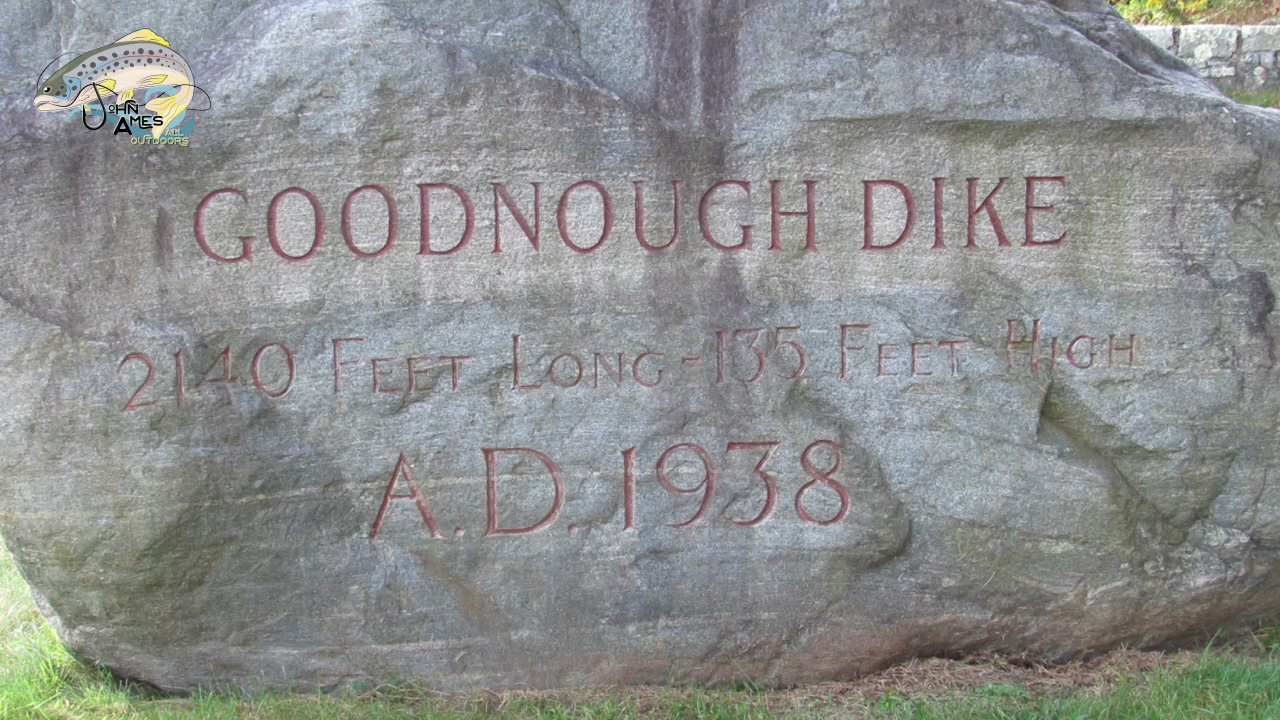 John
Ames
All
Outdoors
GOODNOUGH DIKE
2140 FEET LONG - 135 FEET HIGH
A.D. 1938